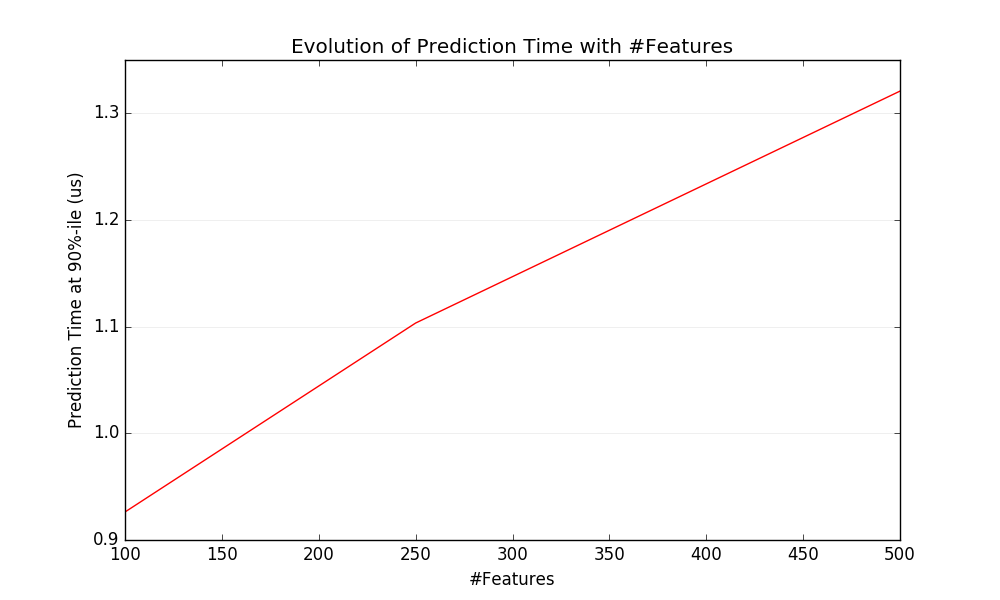 Evolution of Prediction Time with #Features
Prediction Time at 90%-ile (us)
1.3
1.2
1.1
1.0
0.9
100 150 200 250 300 350 400 450 500
#Features